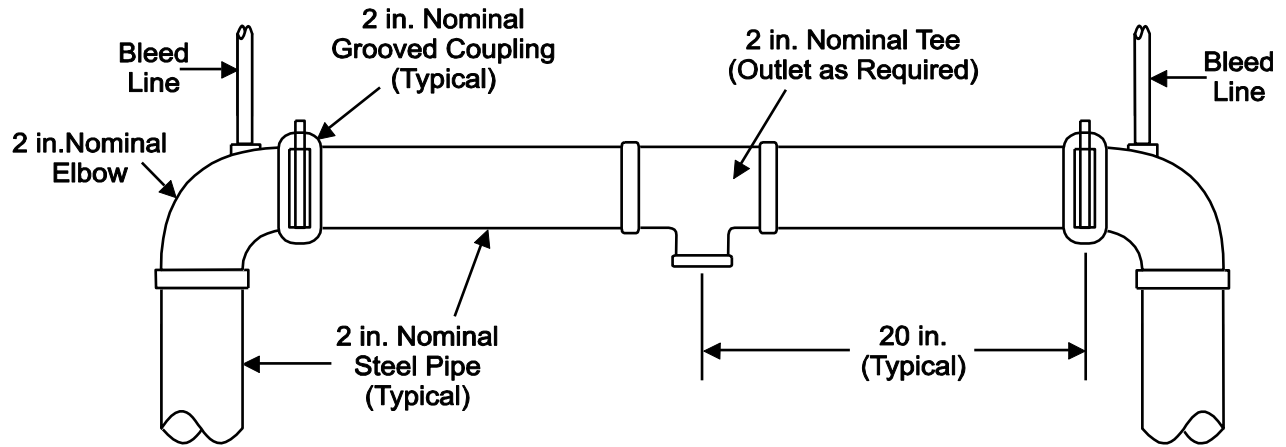 Bleed
Line
2 in. Nominal
Grooved Coupling
(Typical)
2 in. Nominal Tee
(Outlet as Required)
Bleed
Line
2 in.Nominal
Elbow
2 in. Nominal
Steel Pipe
(Typical)
20 in.
(Typical)